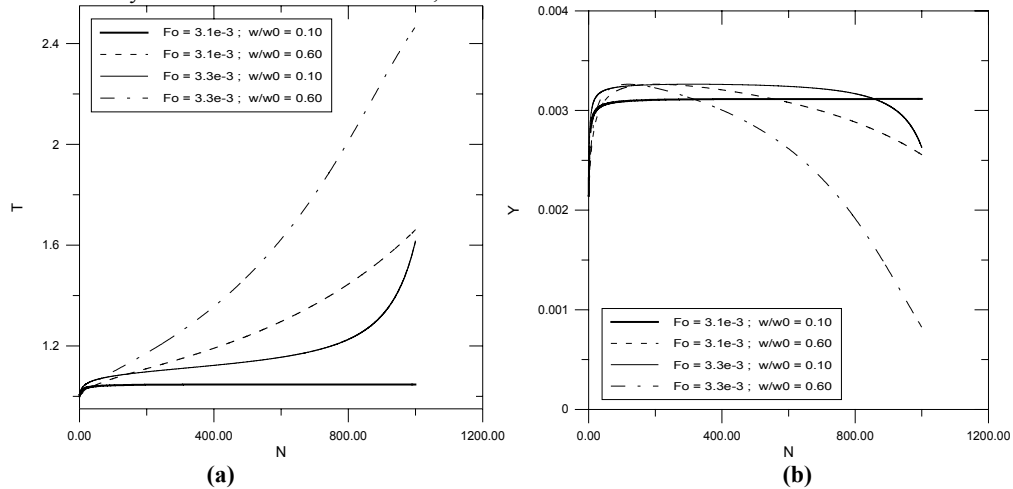 2.4
2
1.6
1.2
T
Fo = 3.1e-3 ; w/w0 = 0.10
Fo = 3.1e-3 ; w/w0 = 0.60
Fo = 3.3e-3 ; w/w0 = 0.10
Fo = 3.3e-3 ; w/w0 = 0.60
0.00 400.00 800.00 1200.00
N
(a)
0.004
0.003
0.002
0.001
0
Y
Fo = 3.1e-3 ; w/w0 = 0.10
Fo = 3.1e-3 ; w/w0 = 0.60
Fo = 3.3e-3 ; w/w0 = 0.10
Fo = 3.3e-3 ; w/w0 = 0.60
0.00 400.00 800.00 1200.00
N
(b)